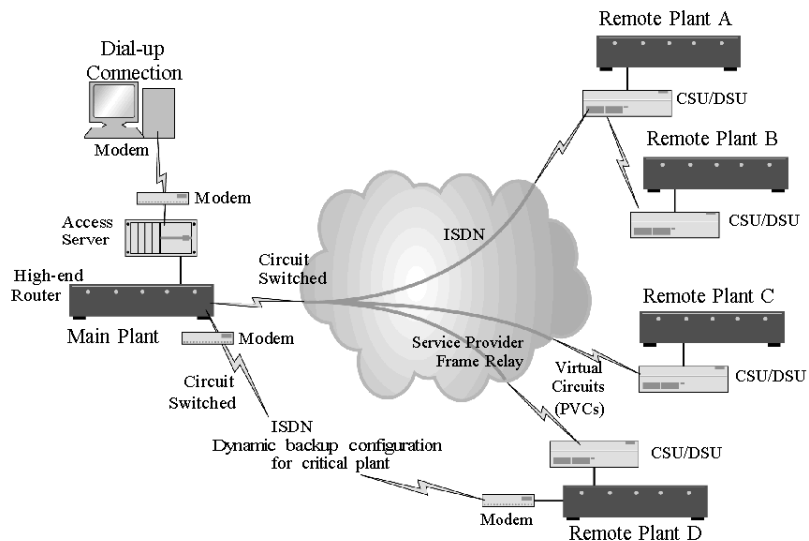 Remote Plant A
Dial-up
Connection
CSU/DSU
Remote Plant B
Modem
Modem
CSU/DSU
Access
Server
ISDN
High-end
Router
Circuit
Switched
Remote Plant C
Main Plant
Modem
Service Provider
Frame Relay
Virtual
Circuits
(PVCs)
CSU/DSU
Circuit
Switched
ISDN
Dynamic backup configuration
for critical plant
CSU/DSU
Modem
Remote Plant D